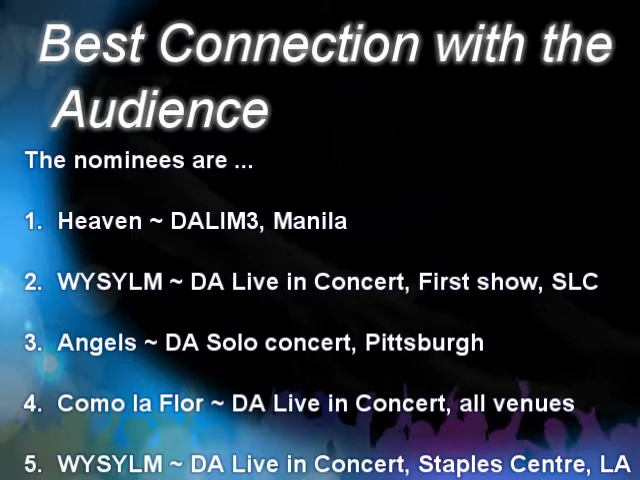 Best Connection with the
Audience
The nominees are ...
1. Heaven ~ DALIM3, Manila
2. WYSYLM ~ DA Live in Concert, First show, SLC
3. Angels ~ DA Solo concert, Pittsburgh
4. Como la Flor ~ DA Live in Concert, all venues
5. WYSYLM ~ DA Live in Concert, Staples Centre, LA